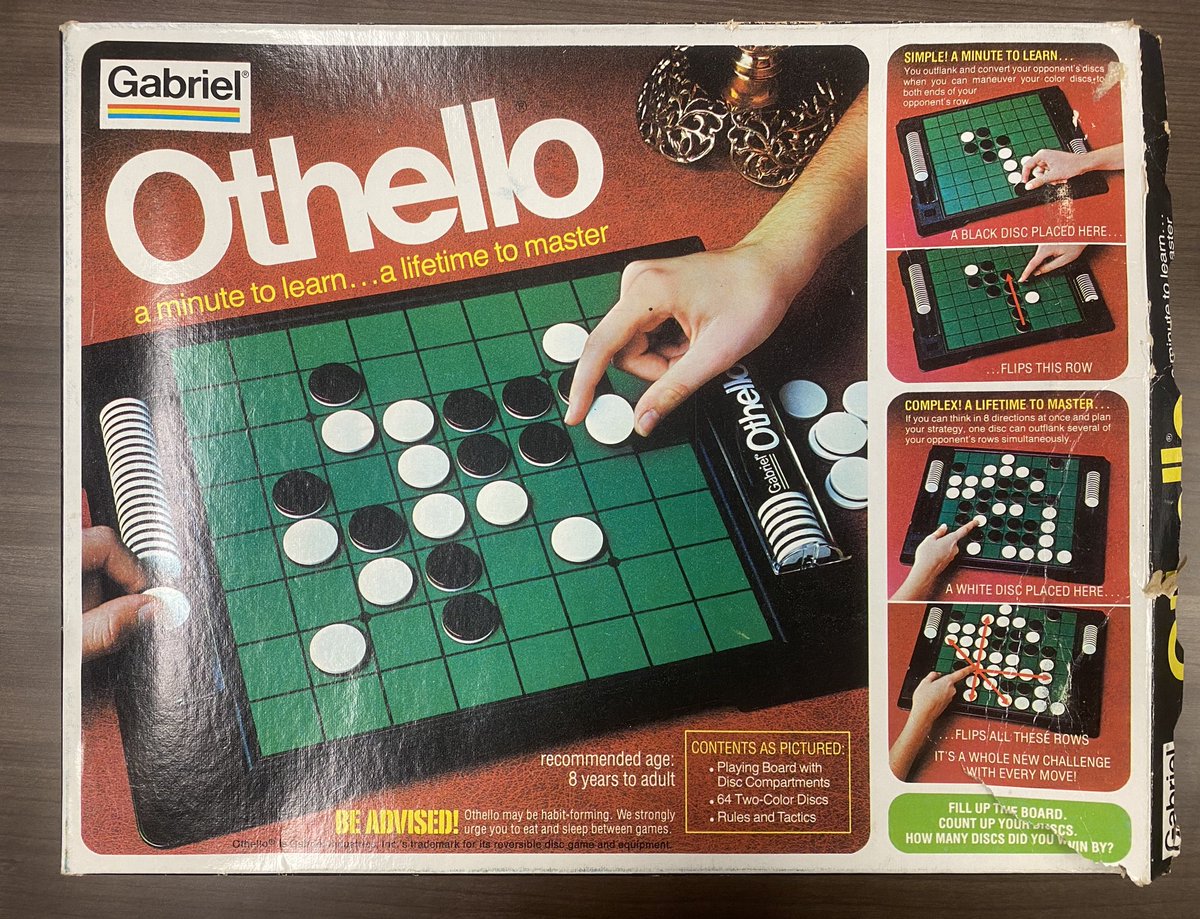 Gabriel®
Othello
a minute to learn...a lifetime to master
Gabriel Othello
recommended age:
8 years to adult
BE ADVISED! Othello may be habit-forming. We strongly
urge you to eat and sleep between games.
Othello® is Gabriel Industries, Inc.'s trademark for its reversible disc game and equipment.
CONTENTS AS PICTURED:
• Playing Board with
Disc Compartments
• 64 Two-Color Discs
• Rules and Tactics
SIMPLE! A MINUTE TO LEARN...
You outflank and convert your opponent's discs
when you can maneuver your color discs to
both ends of your
opponent's row.
A BLACK DISC PLACED HERE...
...FLIPS THIS ROW
COMPLEX! A LIFETIME TO MASTER...
If you can think in 8 directions at once and plan
your strategy, one disc can outflank several of
your opponent's rows simultaneously.
A WHITE DISC PLACED HERE...
...FLIPS ALL THESE ROWS
IT'S A WHOLE NEW CHALLENGE
WITH EVERY MOVE!
FILL UP THE BOARD.
COUNT UP YOUR DISCS.
HOW MANY DISCS DID YOU WIN BY?
minute to learn...
Gabriel